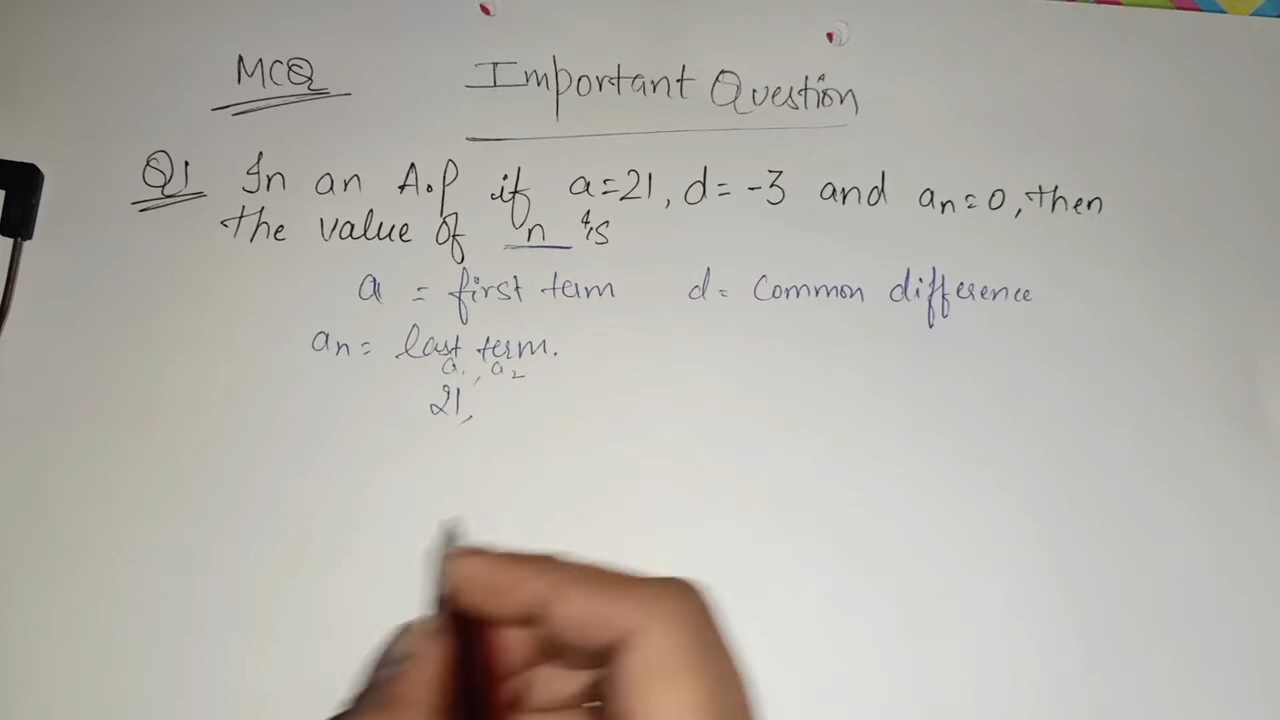 MCQ Important Question
Q1 In an A.P if a=21, d= -3 and an=0, then
the value of n is
a = first term d= Common difference
an= last term.
a1, a2
21,